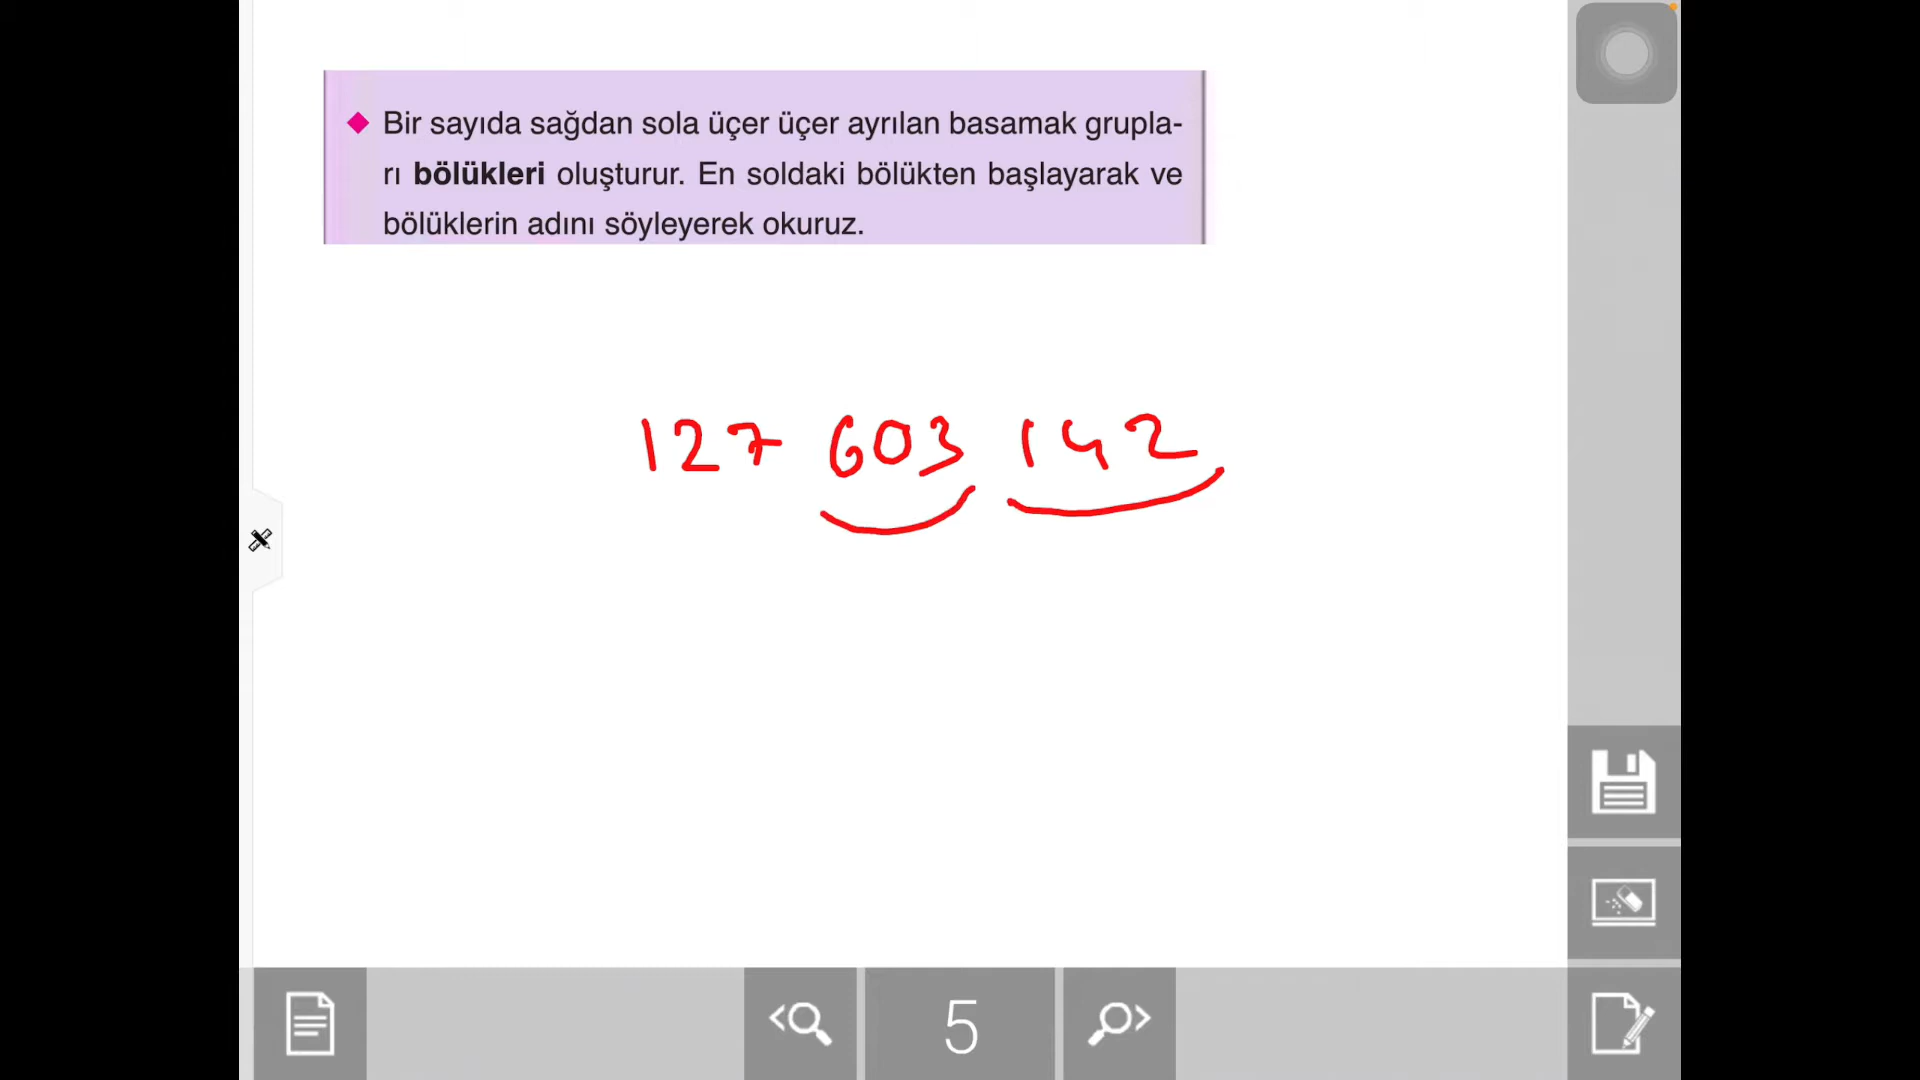 ◆ Bir sayıda sağdan sola üçer üçer ayrılan basamak grupla-
rı bölükleri oluşturur. En soldaki bölükten başlayarak ve
bölüklerin adını söyleyerek okuruz.
127 603 142
5